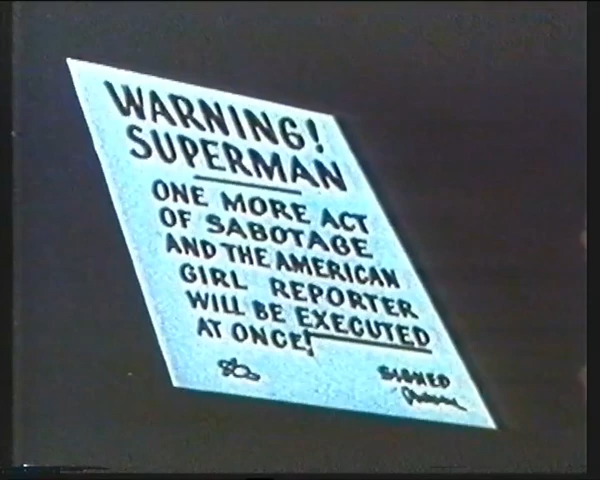 WARNING!
SUPERMAN
ONE MORE ACT
OF SABOTAGE
AND THE AMERICAN
GIRL REPORTER
WILL BE EXECUTED
AT ONCE!
SIGNED